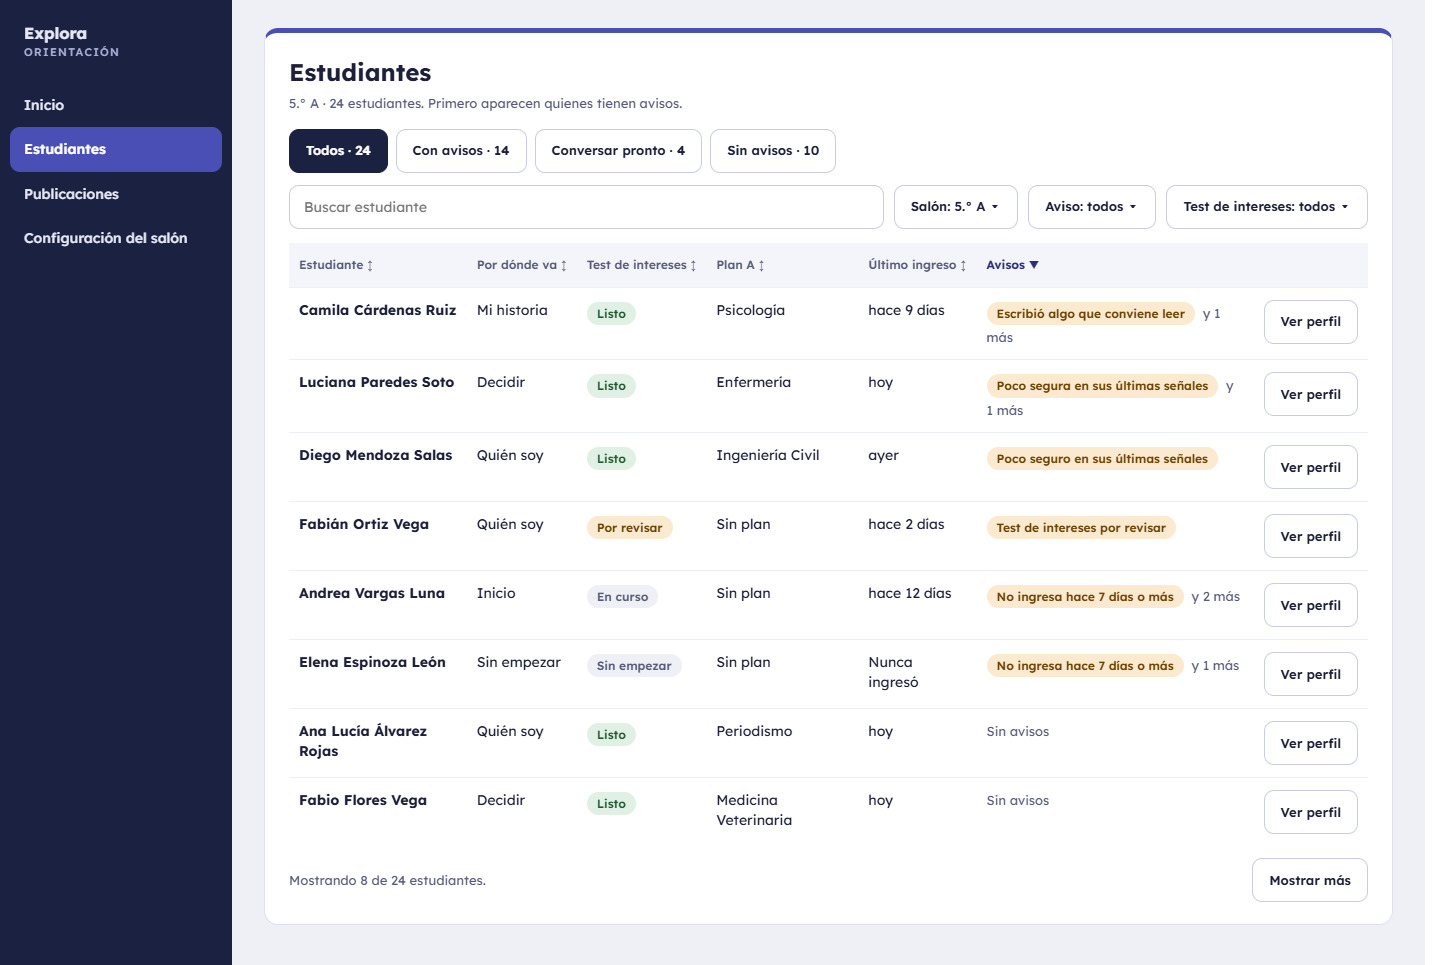 Explora
ORIENTACIÓN
Inicio
Estudiantes
Publicaciones
Configuración del salón
Estudiantes
5.° A · 24 estudiantes. Primero aparecen quienes tienen avisos.
Todos · 24
Con avisos · 14
Conversar pronto · 4
Sin avisos · 10
Buscar estudiante
Salón: 5.° A
Aviso: todos
Test de intereses: todos
Estudiante ↕ Por dónde va ↕ Test de intereses ↕ Plan A ↕ Último ingreso ↕ Avisos ▼
Camila Cárdenas Ruiz Mi historia Listo Psicología hace 9 días Escribió algo que conviene leer y 1
más
Ver perfil
Luciana Paredes Soto Decidir Listo Enfermería hoy Poco segura en sus últimas señales y
1 más
Ver perfil
Diego Mendoza Salas Quién soy Listo Ingeniería Civil ayer Poco seguro en sus últimas señales Ver perfil
Fabián Ortiz Vega Quién soy Por revisar Sin plan hace 2 días Test de intereses por revisar Ver perfil
Andrea Vargas Luna Inicio En curso Sin plan hace 12 días No ingresa hace 7 días o más y 2 más Ver perfil
Elena Espinoza León Sin empezar Sin empezar Sin plan Nunca
ingresó
No ingresa hace 7 días o más y 1 más Ver perfil
Ana Lucía Álvarez
Rojas
Quién soy Listo Periodismo hoy Sin avisos Ver perfil
Fabio Flores Vega Decidir Listo Medicina
Veterinaria
hoy Sin avisos Ver perfil
Mostrando 8 de 24 estudiantes.
Mostrar más